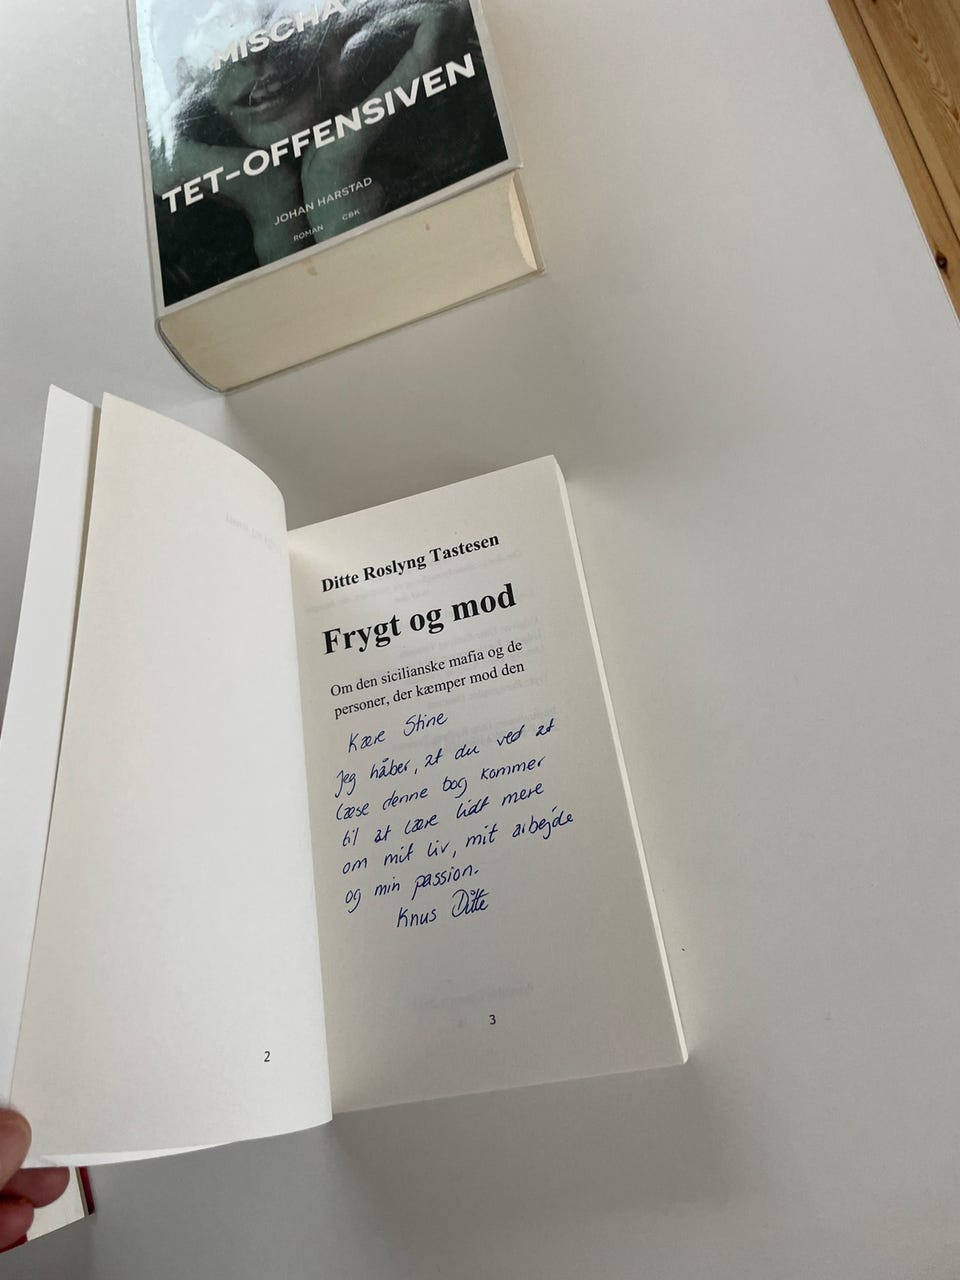 MISCHA
TET-OFFENSIVEN
JOHAN HARSTAD
ROMAN CBK
Ditte Roslyng Tastesen
Frygt og mod
Om den sicilianske mafia og de
personer, der kæmper mod den
Kære Stine
Jeg håber, at du ved at
læse denne bog kommer
til at lære lidt mere
om mit liv, mit arbejde
og min passion.
Knus Ditte
2
3